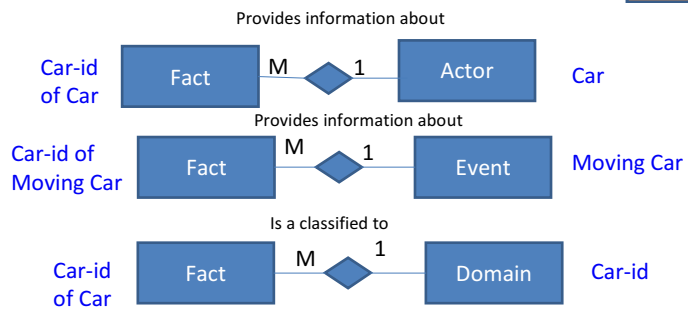 Provides information about
Car-id
of Car
Fact
M
1
Actor
Car
Provides information about
Car-id of
Moving Car
Fact
M
1
Event
Moving Car
Is a classified to
Car-id
of Car
Fact
M
1
Domain
Car-id